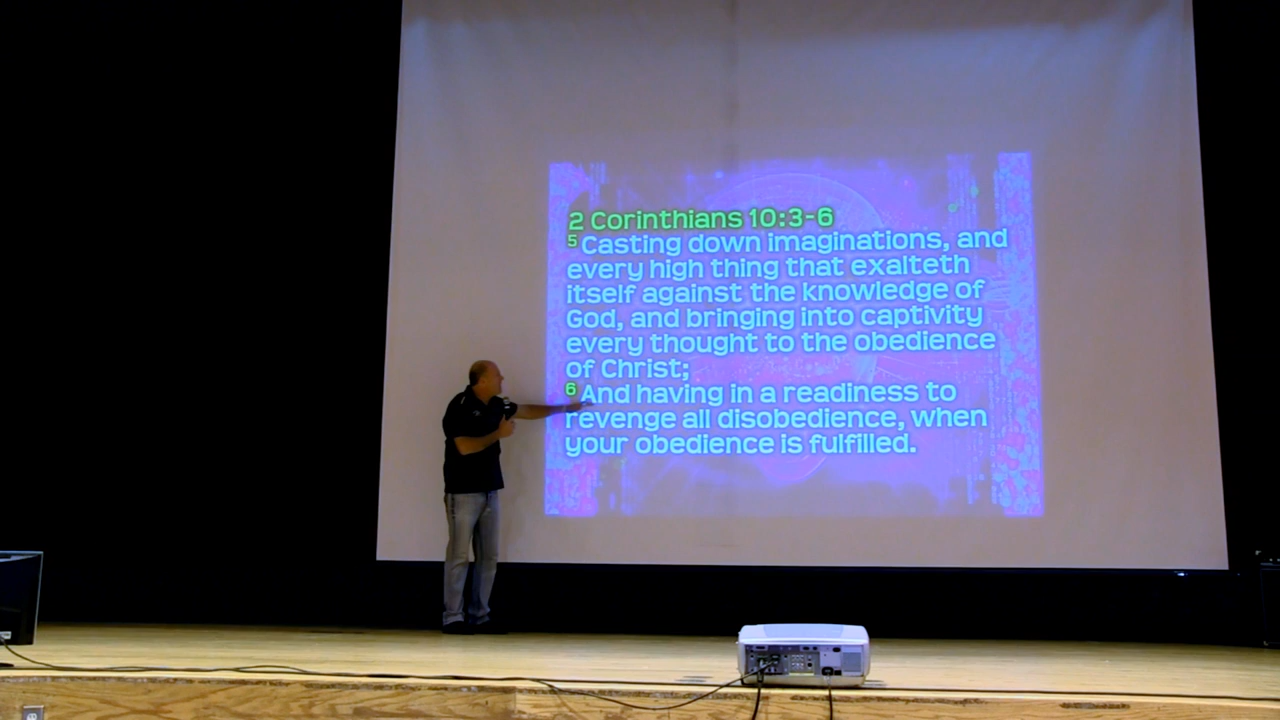 2 Corinthians 10:3-6
5 Casting down imaginations, and
every high thing that exalteth
itself against the knowledge of
God, and bringing into captivity
every thought to the obedience
of Christ;
6 And having in a readiness to
revenge all disobedience, when
your obedience is fulfilled.